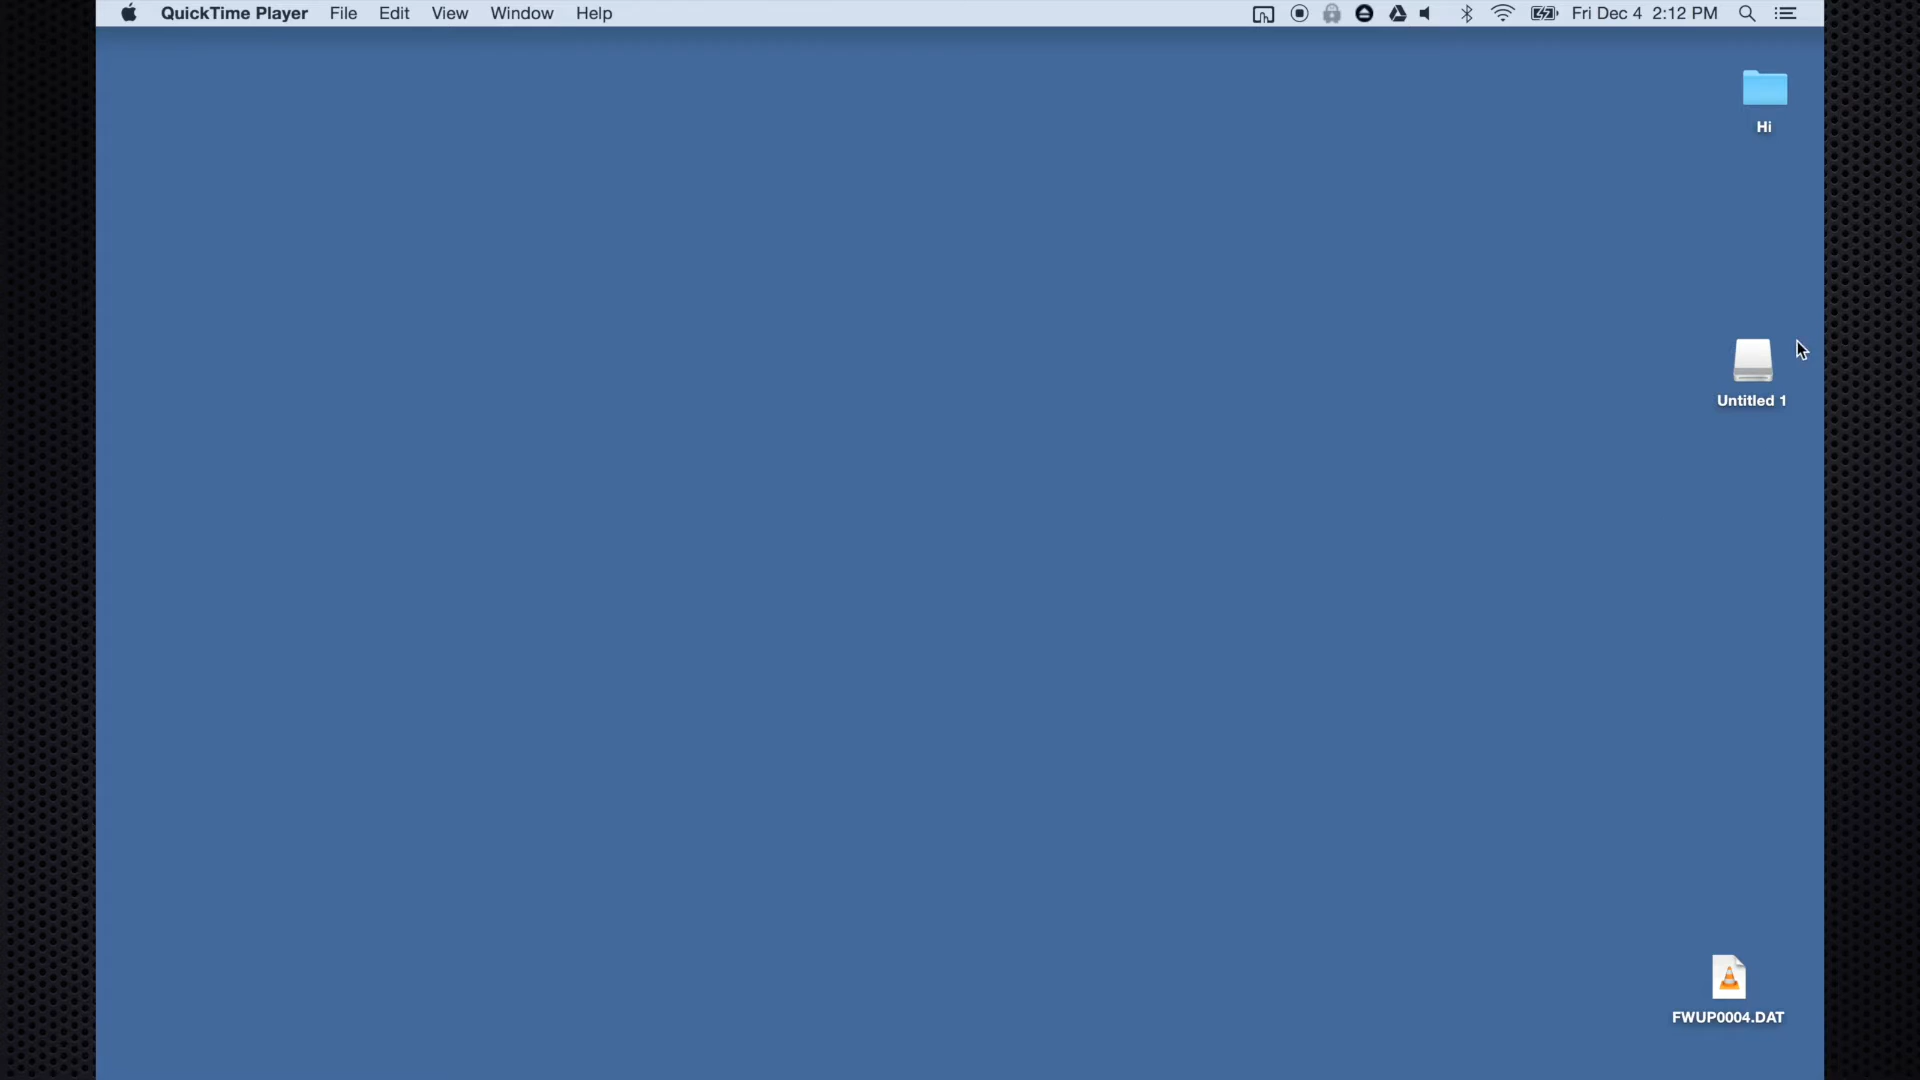 QuickTime Player File Edit View Window Help Fri Dec 4 2:12 PM
Hi
Untitled 1
FWUP0004.DAT